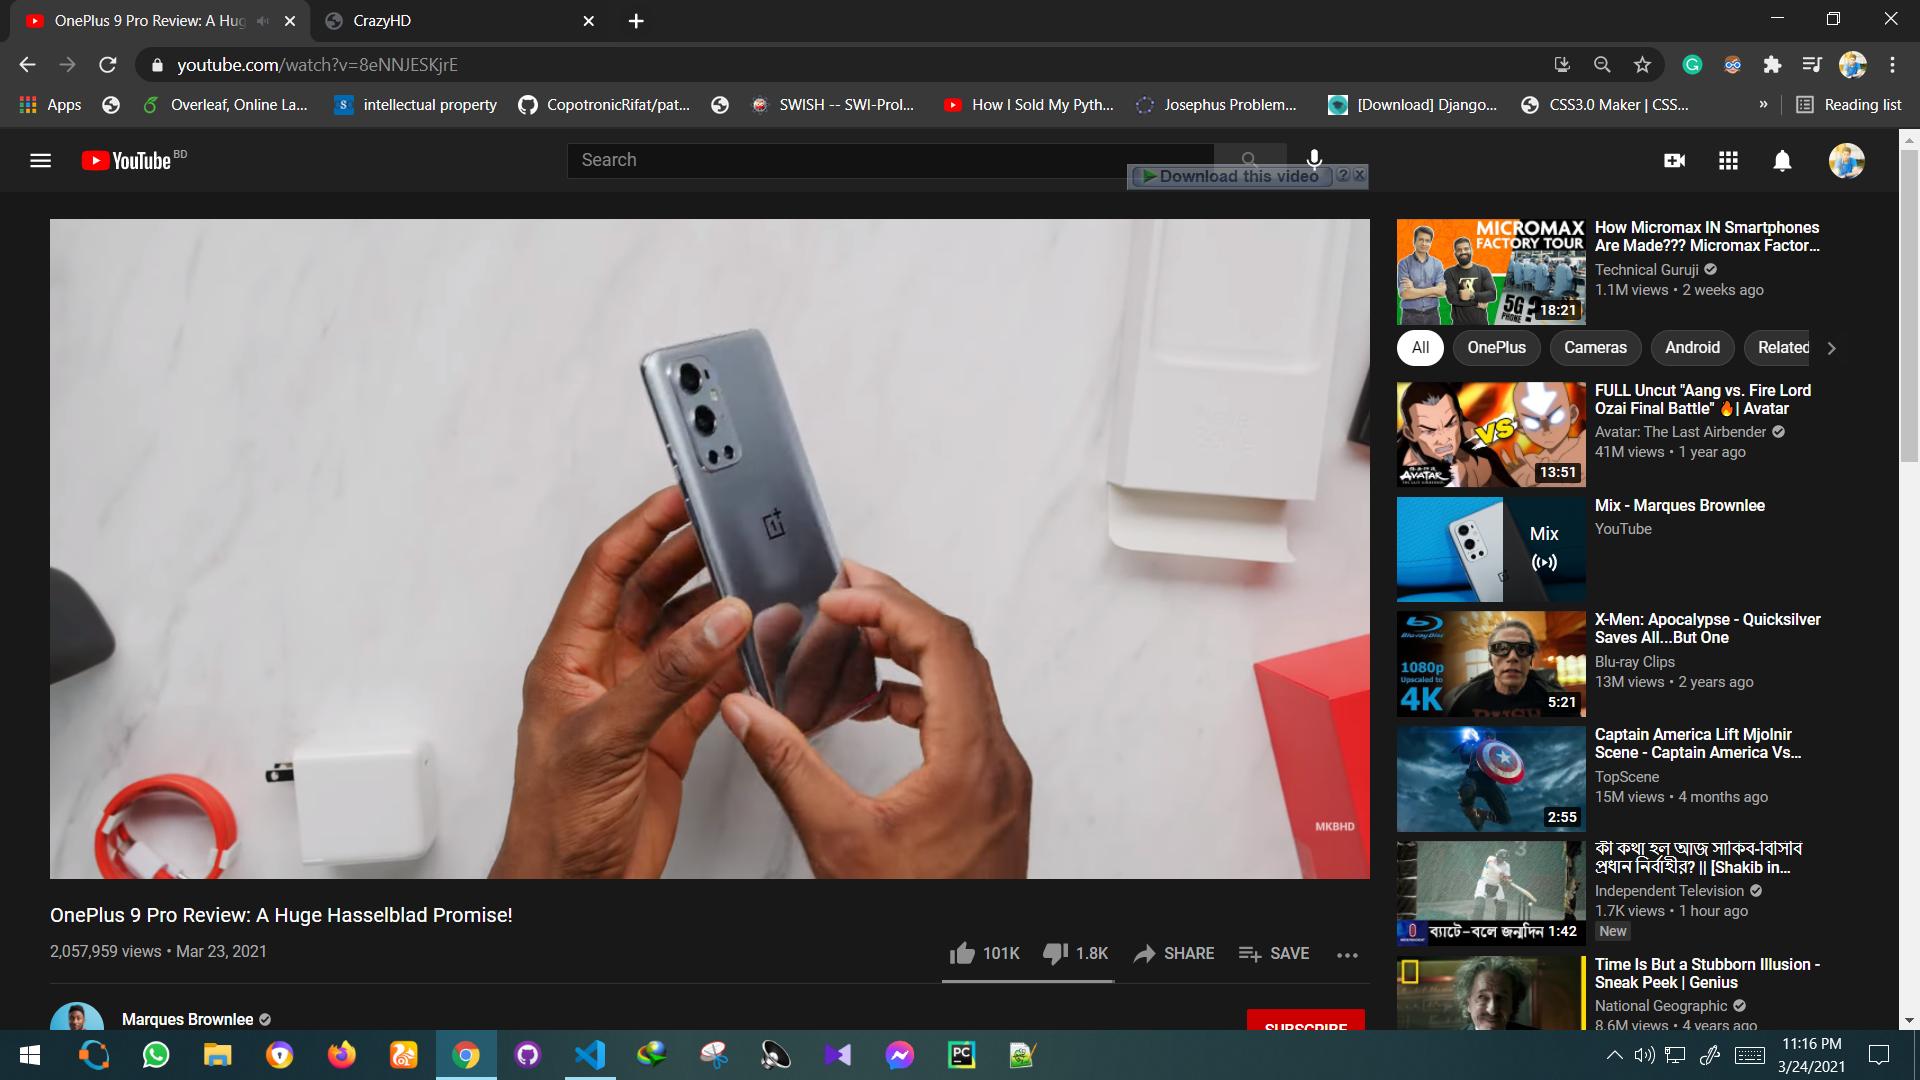 OnePlus 9 Pro Review: A Hug
CrazyHD
youtube.com/watch?v=8eNNJESKjrE
Apps
Overleaf, Online La...
intellectual property
CopotronicRifat/pat...
SWISH -- SWI-Prol...
How I Sold My Pyth...
Josephus Problem...
[Download] Django...
CSS3.0 Maker | CSS...
»
Reading list
YouTube BD
Search
Download this video
MKBHD
OnePlus 9 Pro Review: A Huge Hasselblad Promise!
2,057,959 views • Mar 23, 2021
101K
1.8K
SHARE
SAVE
Marques Brownlee
SUBSCRIBE
MICROMAX
FACTORY TOUR
5G ?
PHONE
18:21
How Micromax IN Smartphones
Are Made??? Micromax Factor...
Technical Guruji
1.1M views • 2 weeks ago
All
OnePlus
Cameras
Android
Related
VS
AVATAR
13:51
FULL Uncut "Aang vs. Fire Lord
Ozai Final Battle" 🔥| Avatar
Avatar: The Last Airbender
41M views • 1 year ago
Mix
Mix - Marques Brownlee
YouTube
Blu-ray Disc
1080p
Upscaled to
4K
5:21
X-Men: Apocalypse - Quicksilver
Saves All...But One
Blu-ray Clips
13M views • 2 years ago
2:55
Captain America Lift Mjolnir
Scene - Captain America Vs...
TopScene
15M views • 4 months ago
ব্যাটে-বলে জন্মদিন
1:42
কী কথা হল আজ সাকিব-বিসিবি
প্রধান নির্বাহীর? || [Shakib in...
Independent Television
1.7K views • 1 hour ago
New
Time Is But a Stubborn Illusion -
Sneak Peek | Genius
National Geographic
8.6M views • 4 years ago
11:16 PM
3/24/2021